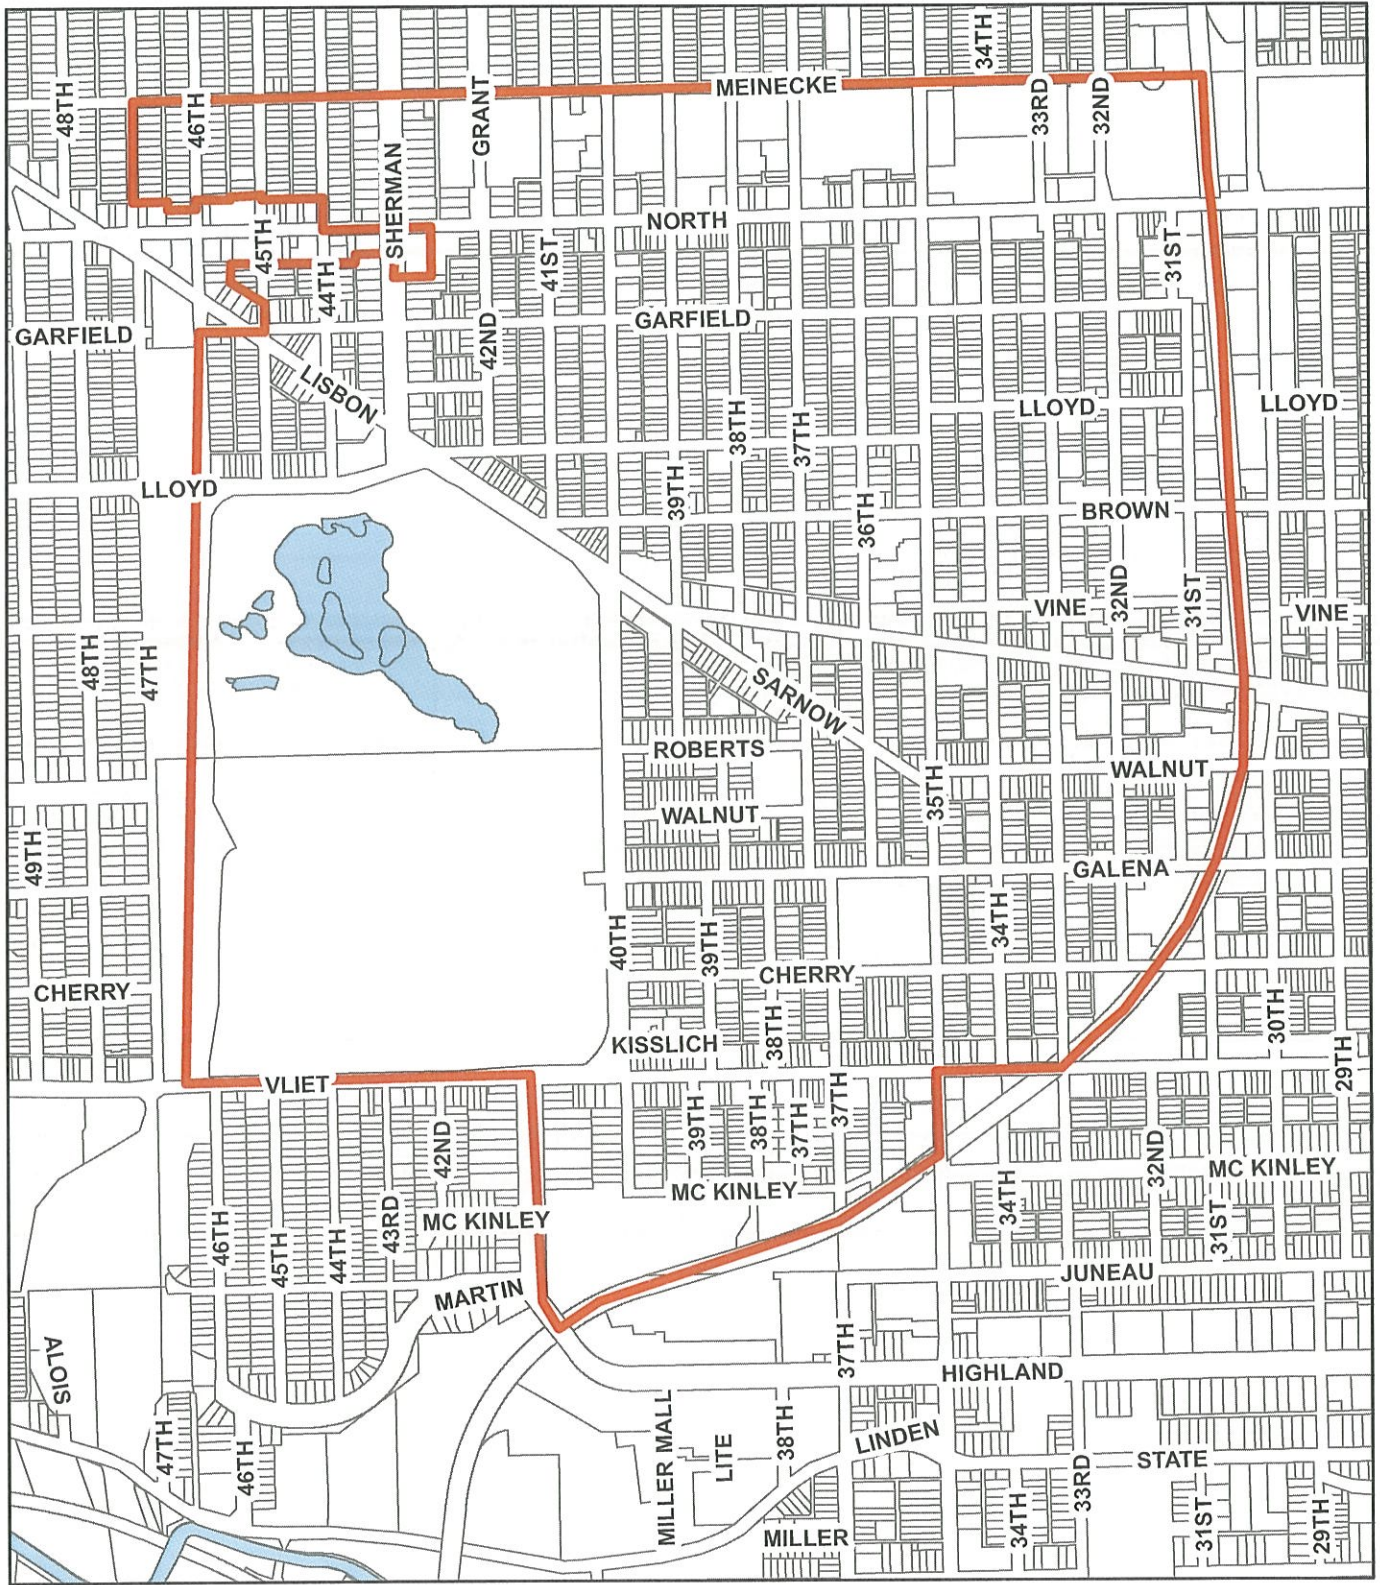 34TH
MEINECKE
48TH
46TH
GRANT
33RD
32ND
SHERMAN
NORTH
45TH
41ST
31ST
44TH
GARFIELD
GARFIELD
42ND
LISBON
LLOYD
LLOYD
38TH
37TH
39TH
LLOYD
36TH
BROWN
32ND
31ST
VINE
VINE
48TH
47TH
SARNOW
ROBERTS
WALNUT
35TH
WALNUT
49TH
GALENA
34TH
40TH
39TH
CHERRY
CHERRY
30TH
38TH
KISSLICH
29TH
VLIET
37TH
39TH
38TH
37TH
42ND
32ND
MC KINLEY
MC KINLEY
34TH
31ST
43RD
MC KINLEY
46TH
45TH
44TH
JUNEAU
MARTIN
37TH
ALOIS
HIGHLAND
38TH
LINDEN
MILLER MALL
LITE
47TH
46TH
STATE
33RD
34TH
31ST
29TH
MILLER